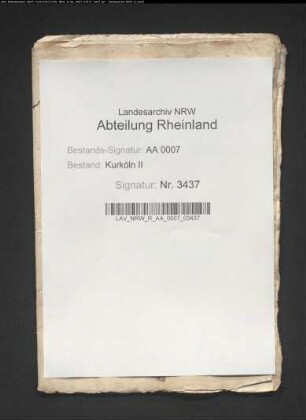 Landesarchiv NRW
Abteilung Rheinland
Bestands-Signatur: AA 0007
Bestand: Kurköln II
Signatur: Nr. 3437
LAV_NRW_R_AA_0007_03437